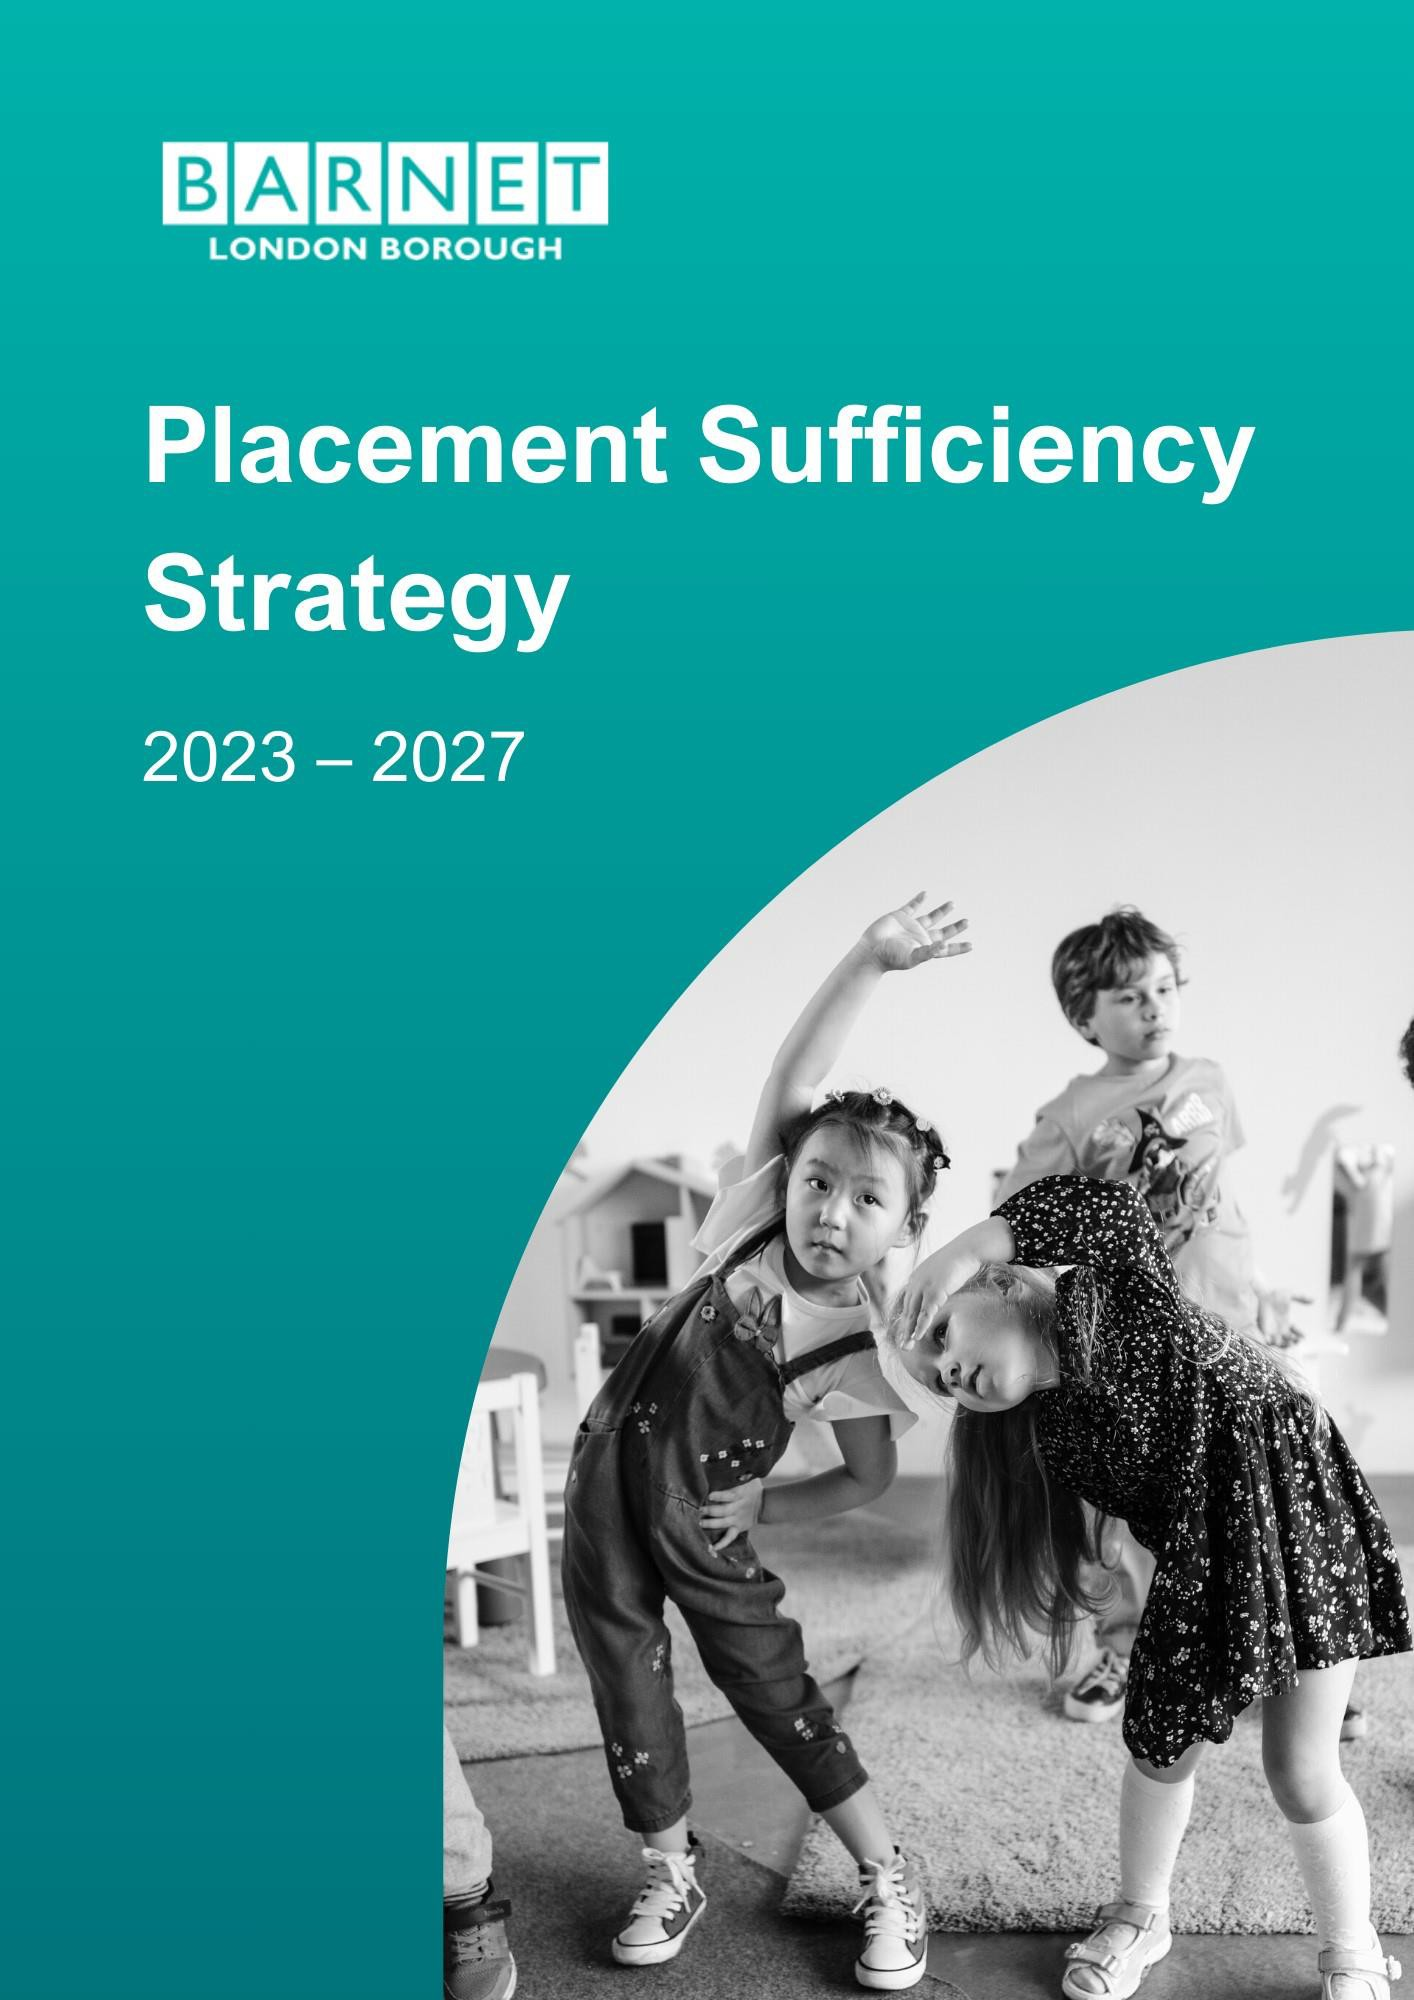 BARNET
LONDON BOROUGH
Placement Sufficiency
Strategy
2023 – 2027